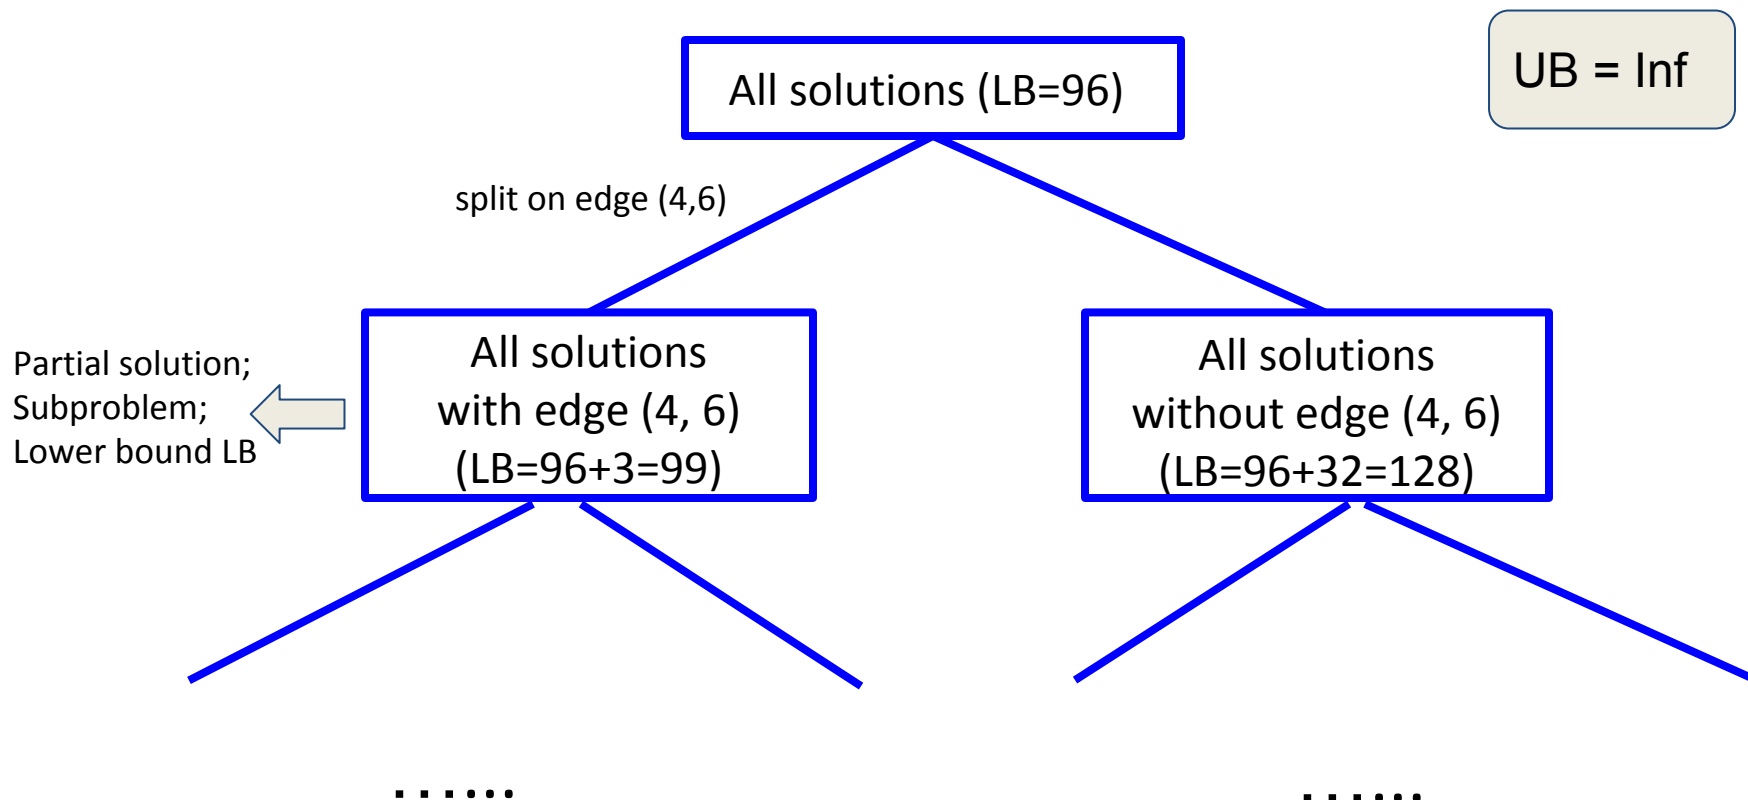 All solutions (LB=96)
UB = Inf
split on edge (4,6)
Partial solution;
Subproblem;
Lower bound LB
All solutions
with edge (4, 6)
(LB=96+3=99)
All solutions
without edge (4, 6)
(LB=96+32=128)
......
......